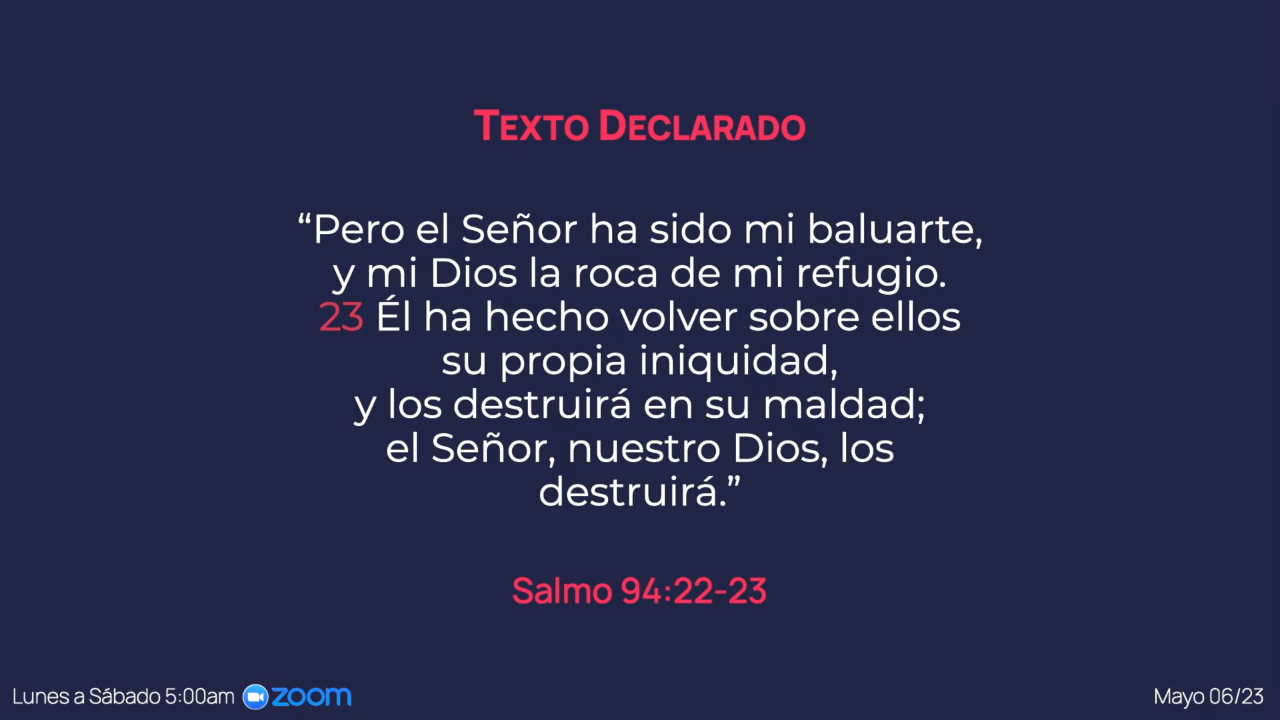 TEXTO DECLARADO
“Pero el Señor ha sido mi baluarte,
y mi Dios la roca de mi refugio.
23 Él ha hecho volver sobre ellos
su propia iniquidad,
y los destruirá en su maldad;
el Señor, nuestro Dios, los
destruirá.”
Salmo 94:22-23
Lunes a Sábado 5:00am zoom
Mayo 06/23